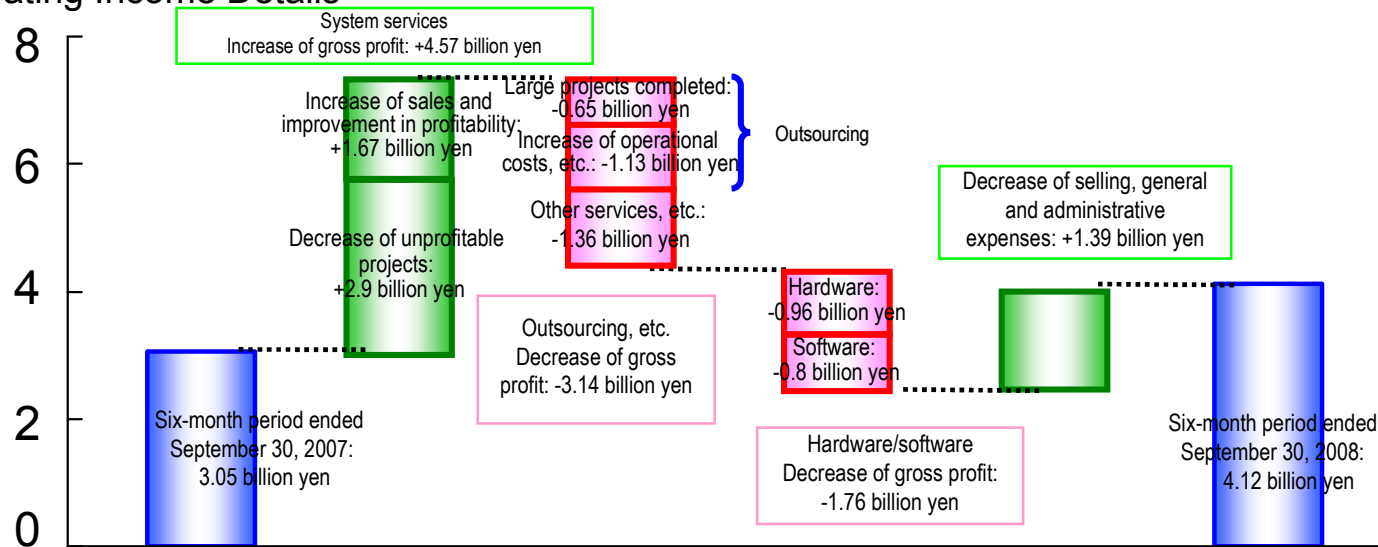 System services
Increase of gross profit: +4.57 billion yen
8
6
4
2
0
Increase of sales and
improvement in profitability:
+1.67 billion yen
Decrease of unprofitable
projects:
+2.9 billion yen
Large projects completed:
-0.65 billion yen
Increase of operational
costs, etc.: -1.13 billion yen
Outsourcing
Other services, etc.:
-1.36 billion yen
Outsourcing, etc.
Decrease of gross
profit: -3.14 billion yen
Hardware:
-0.96 billion yen
Software:
-0.8 billion yen
Hardware/software
Decrease of gross profit:
-1.76 billion yen
Decrease of selling, general
and administrative
expenses: +1.39 billion yen
Six-month period ended
September 30, 2007:
3.05 billion yen
Six-month period ended
September 30, 2008:
4.12 billion yen